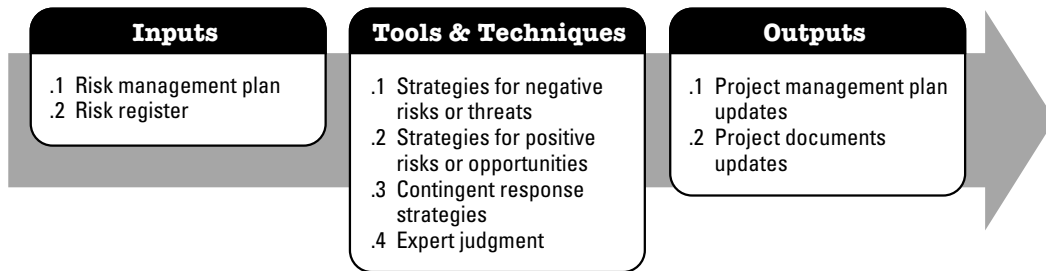 Inputs
.1 Risk management plan
.2 Risk register
Tools & Techniques
.1 Strategies for negative
risks or threats
.2 Strategies for positive
risks or opportunities
.3 Contingent response
strategies
.4 Expert judgment
Outputs
.1 Project management plan
updates
.2 Project documents
updates